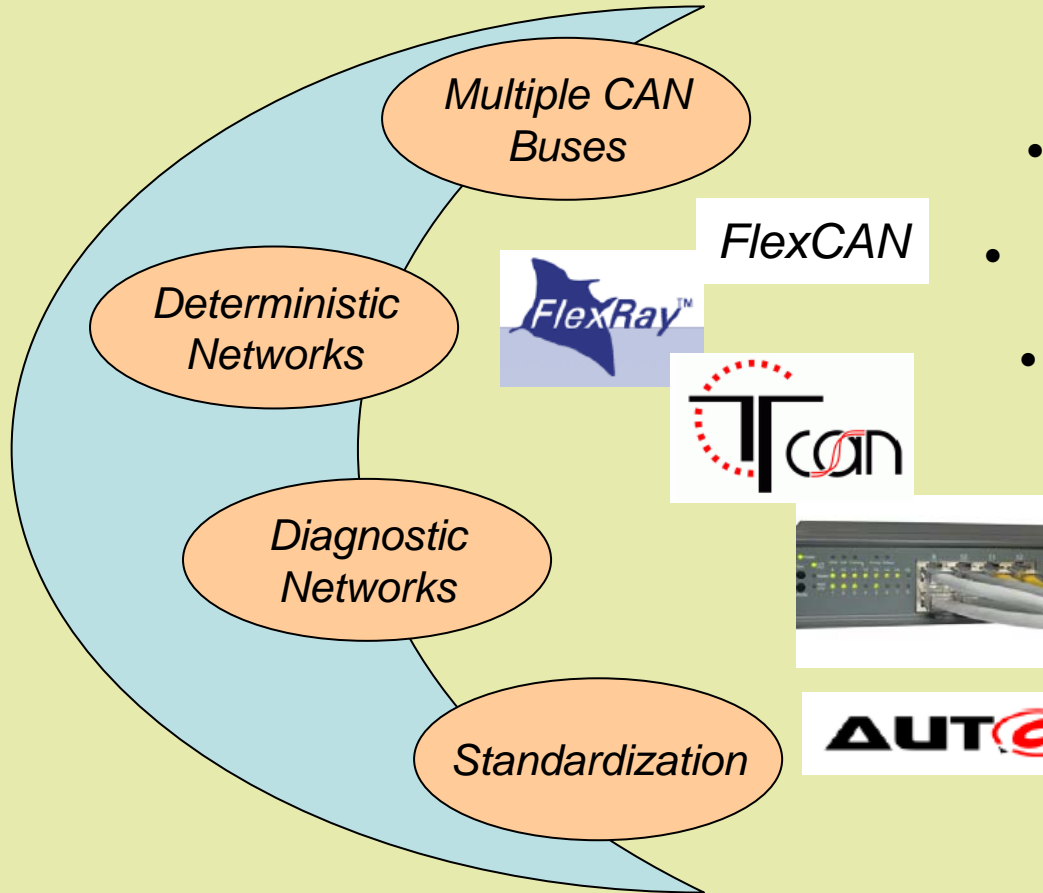 Multiple CAN
Buses
FlexCAN
FlexRay™
Deterministic
Networks
TTcan
Diagnostic
Networks
Standardization